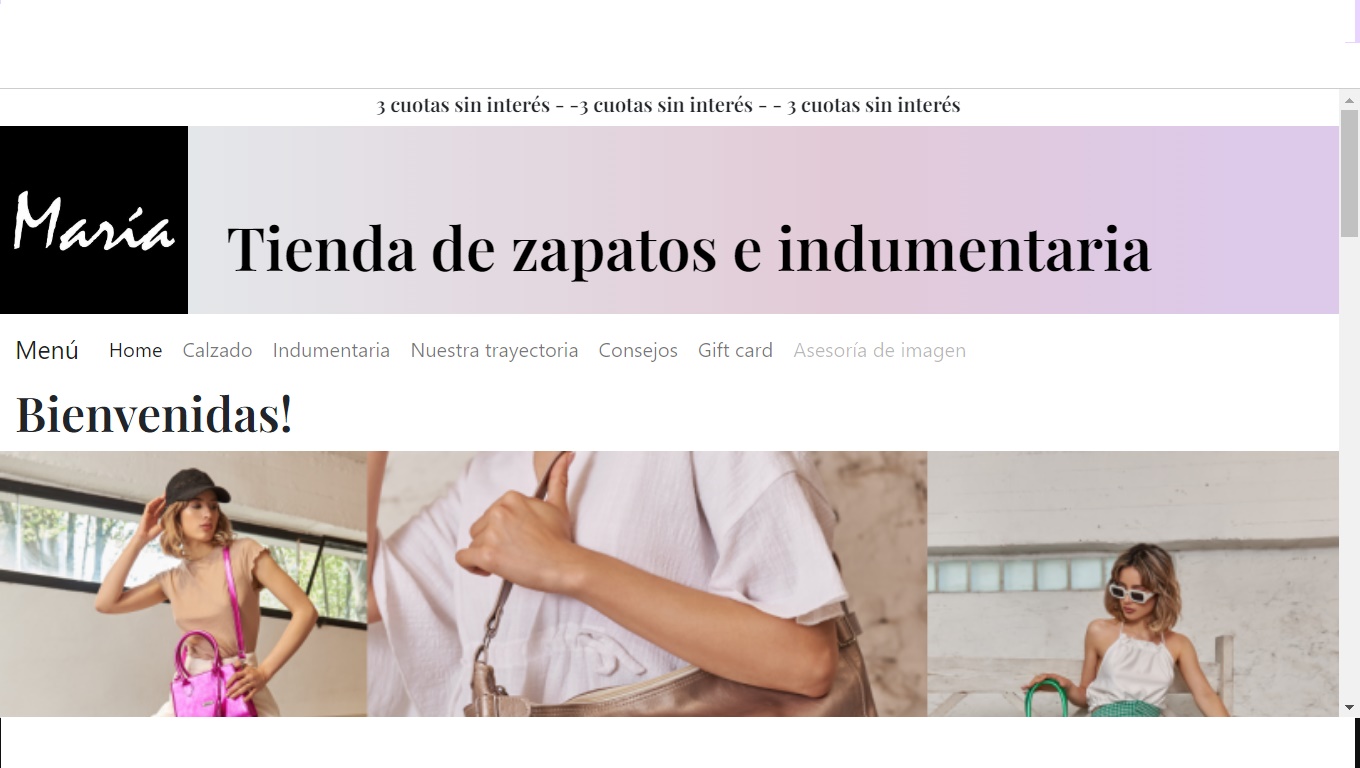 3 cuotas sin interés - -3 cuotas sin interés - - 3 cuotas sin interés
María
Tienda de zapatos e indumentaria
Menú Home Calzado Indumentaria Nuestra trayectoria Consejos Gift card Asesoría de imagen
Bienvenidas!